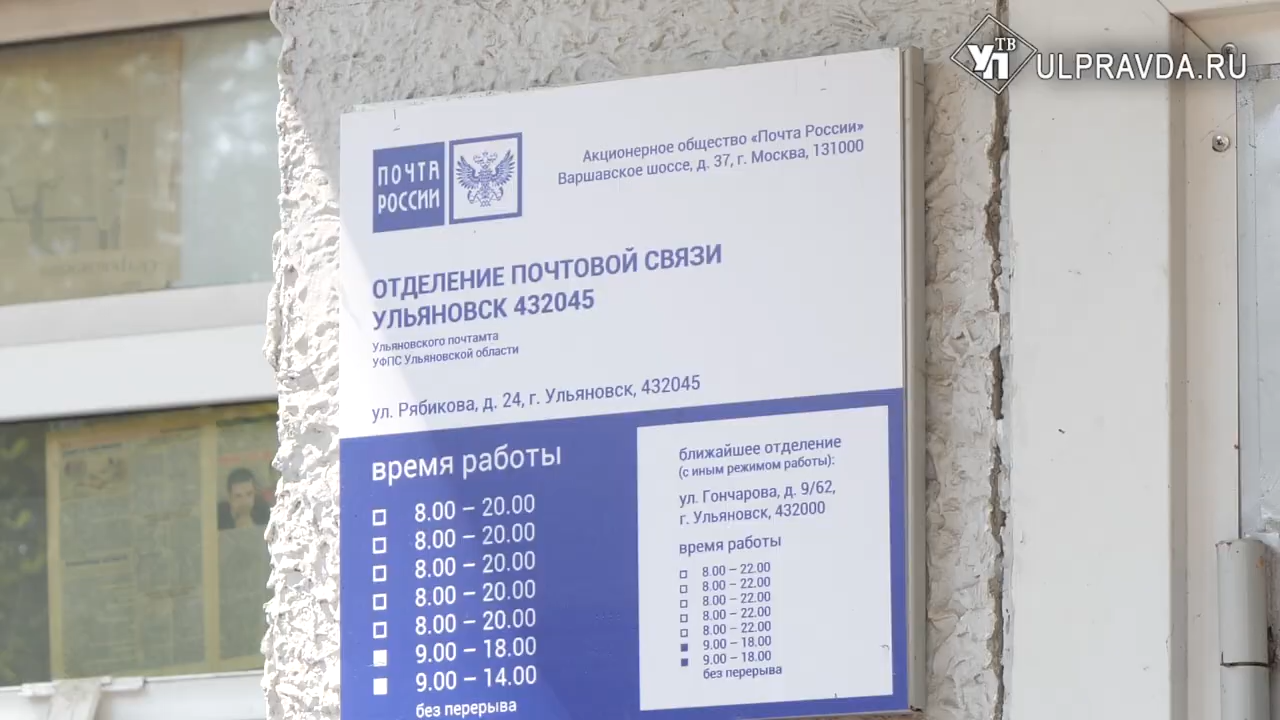 УП ТВ ULPRAVDA.RU
ПОЧТА
РОССИИ
Акционерное общество «Почта России»
Варшавское шоссе, д. 37, г. Москва, 131000
ОТДЕЛЕНИЕ ПОЧТОВОЙ СВЯЗИ
УЛЬЯНОВСК 432045
Ульяновского почтамта
УФПС Ульяновской области
ул. Рябикова, д. 24, г. Ульяновск, 432045
время работы
8.00 – 20.00
8.00 – 20.00
8.00 – 20.00
8.00 – 20.00
8.00 – 20.00
9.00 – 18.00
9.00 – 14.00
без перерыва
ближайшее отделение
(с иным режимом работы):
ул. Гончарова, д. 9/62,
г. Ульяновск, 432000
время работы
8.00 – 22.00
8.00 – 22.00
8.00 – 22.00
8.00 – 22.00
8.00 – 22.00
9.00 – 18.00
9.00 – 18.00
без перерыва